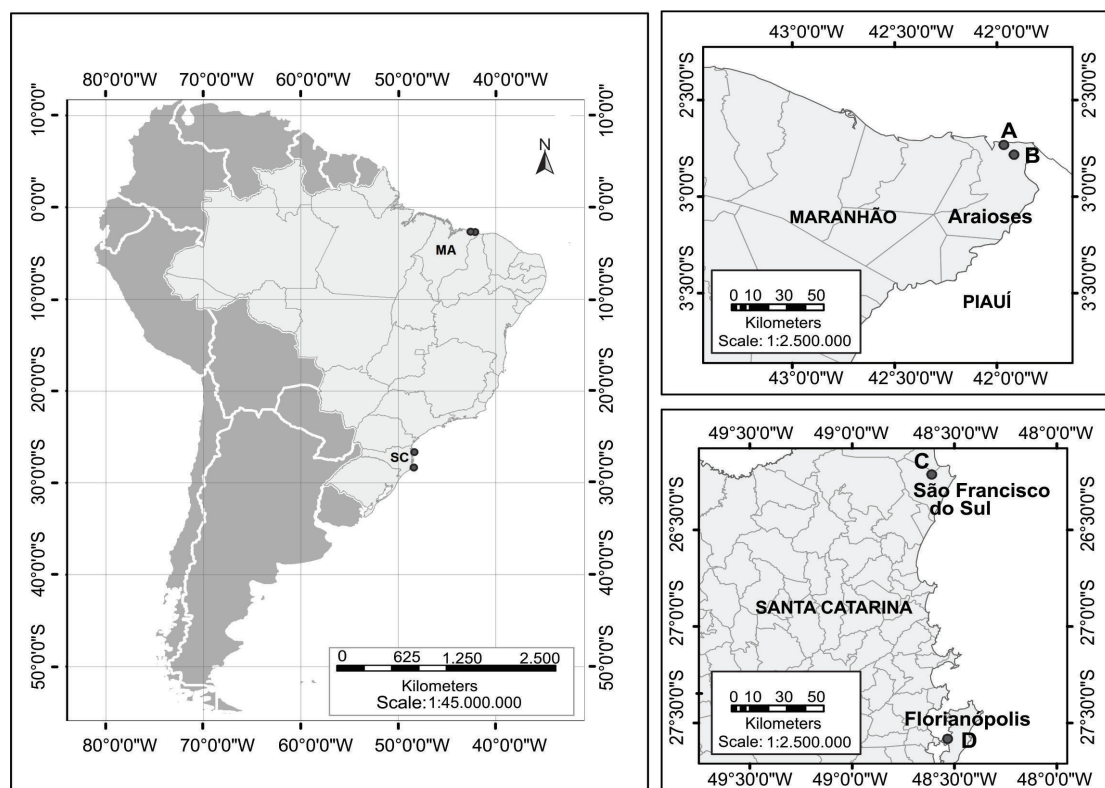 80°0'0"W 70°0'0"W 60°0'0"W 50°0'0"W 40°0'0"W
10°0'0"
0°0'0"
10°0'0"S
20°0'0"S
30°0'0"S
40°0'0"S
50°0'0"S
N
MA
SC
10°0'0"
0°0'0"S
10°0'0"S
20°0'0"S
30°0'0"S
40°0'0"S
50°0'0"S
0 625 1.250 2.500
Kilometers
Scale:1:45.000.000
80°0'0"W 70°0'0"W 60°0'0"W 50°0'0"W 40°0'0"W
43°0'0"W 42°30'0"W 42°0'0"W
2°30'0"S
3°0'0"S
3°30'0"S
A
B
MARANHÃO
Araioses
PIAUÍ
0 10 30 50
Kilometers
Scale: 1:2.500.000
2°30'0"S
3°0'0"S
3°30'0"S
43°0'0"W 42°30'0"W 42°0'0"W
49°30'0"W 49°0'0"W 48°30'0"W 48°0'0"W
26°30'0"S
27°0'0"S
27°30'0"S
C
São Francisco
do Sul
SANTA CATARINA
Florianópolis
D
0 10 30 50
Kilometers
Scale: 1:2.500.000
26°30'0"S
27°0'0"S
27°30'0"S
49°30'0"W 49°0'0"W 48°30'0"W 48°0'0"W